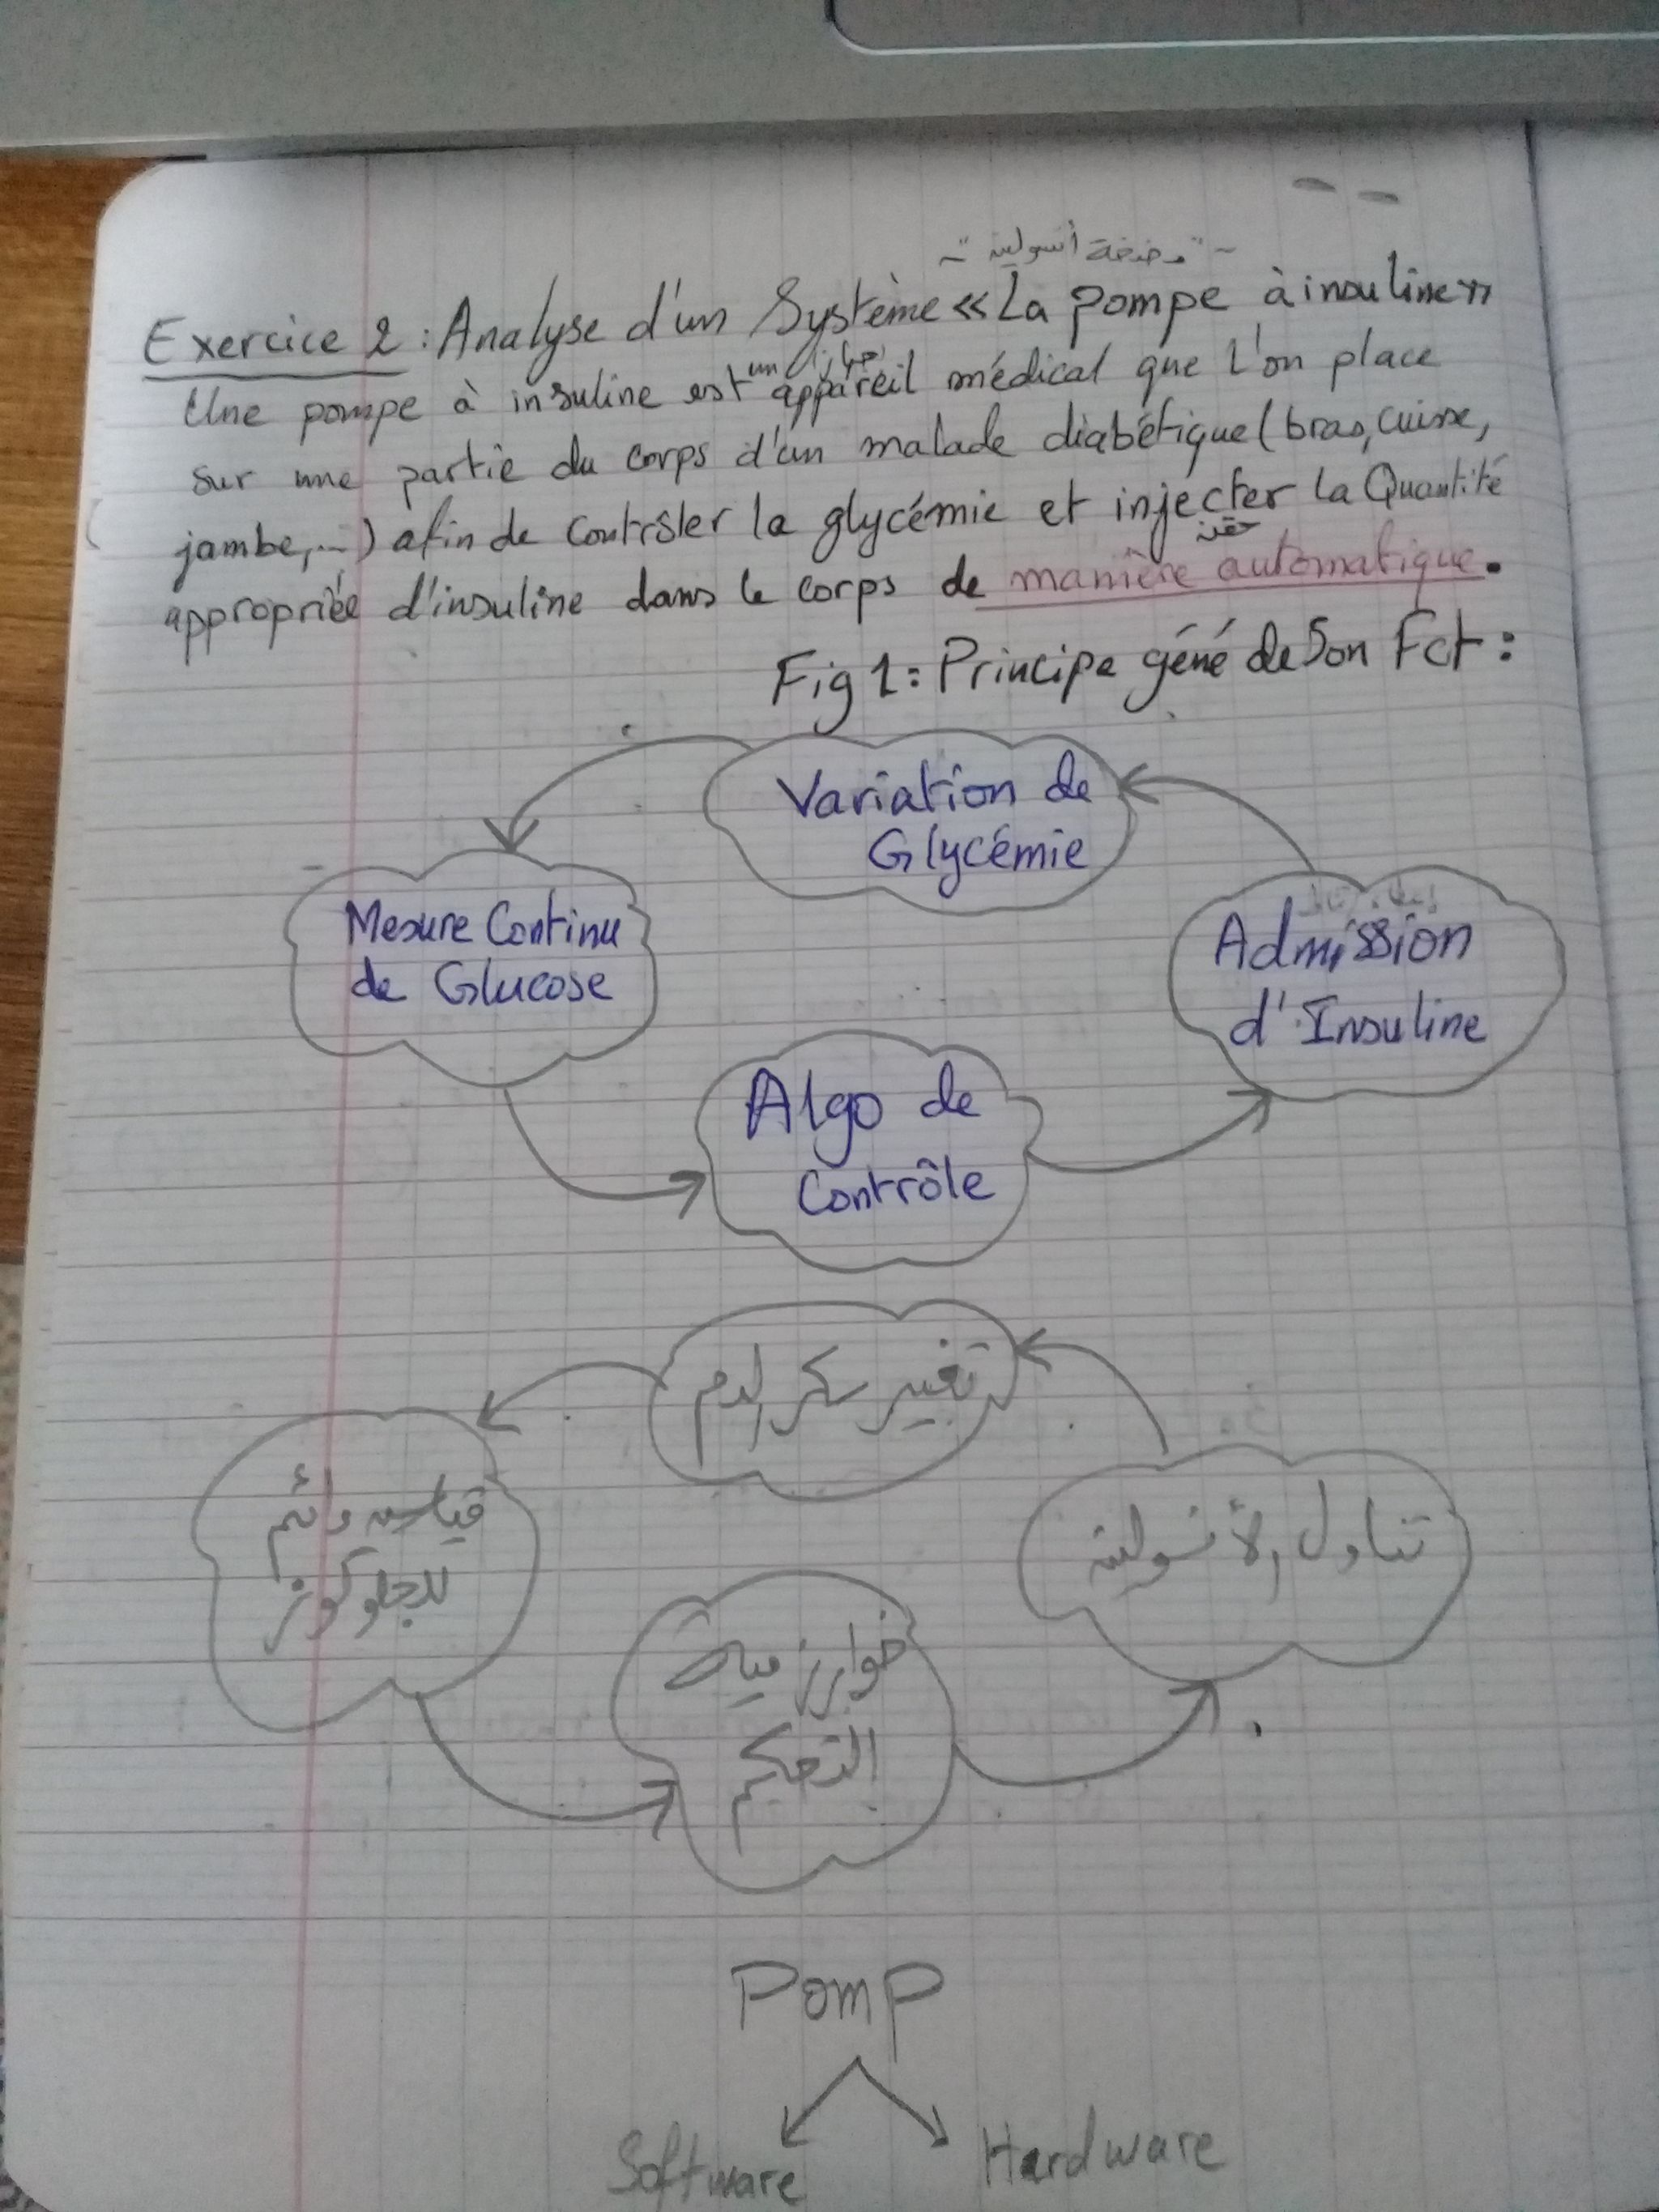 ~ " مضخة أنسولين " ~
Exercice 2 : Analyse d'un Système « La pompe à insuline »
جهاز
Une pompe à insuline est un appareil médical que l'on place
sur une partie du corps d'un malade diabétique (bras, cuisse,
jambe, ...) afin de contrôler la glycémie et injecter la Quantité
حقن
appropriée d'insuline dans le corps de manière automatique.
Fig 1 : Principe géné de Son Fct :
Variation de
Glycémie
Mesure Continu
de Glucose
Admission
d'Insuline
Algo de
Contrôle
تغيير سكر الدم
قياس دائم
للجلوكوز
تناول الأنسولين
خوارزمية
التحكم
Pomp
Software
Hardware